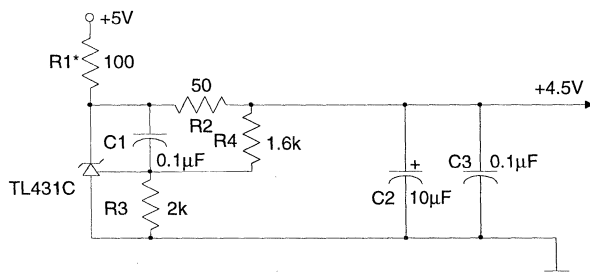 +5V
R1* 100
50
+4.5V
R2
R4
1.6k
C1
0.1µF
TL431C
R3
2k
+
C2
10µF
C3
0.1µF